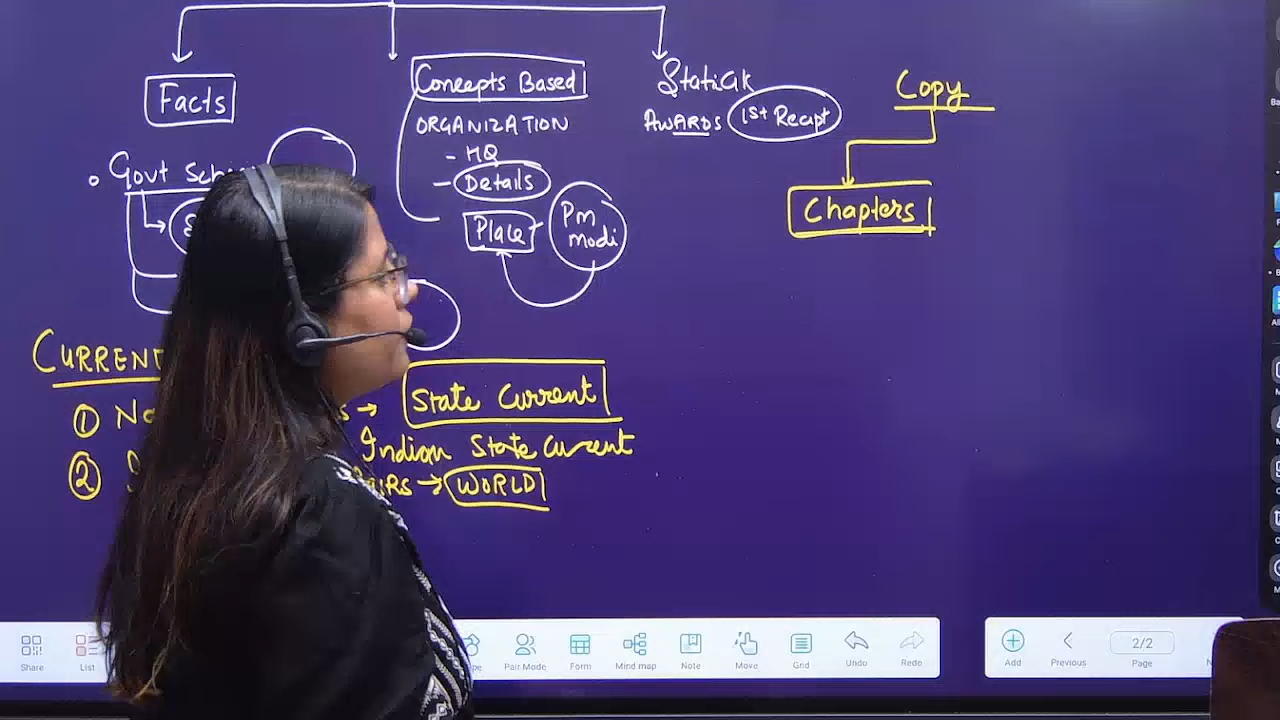 Facts
Concepts Based
StatiGK
Copy
ORGANIZATION
AWARDs 1st Recipt
- HQ
Govt
- Details
Place
Pm modi
Chapters
CURRENT
① → State Current
Indian State Current
② → WORLD
Share
List
Pair Mode
Form
Mind map
Note
Move
Grid
Undo
Redo
Add
Previous
2/2
Page